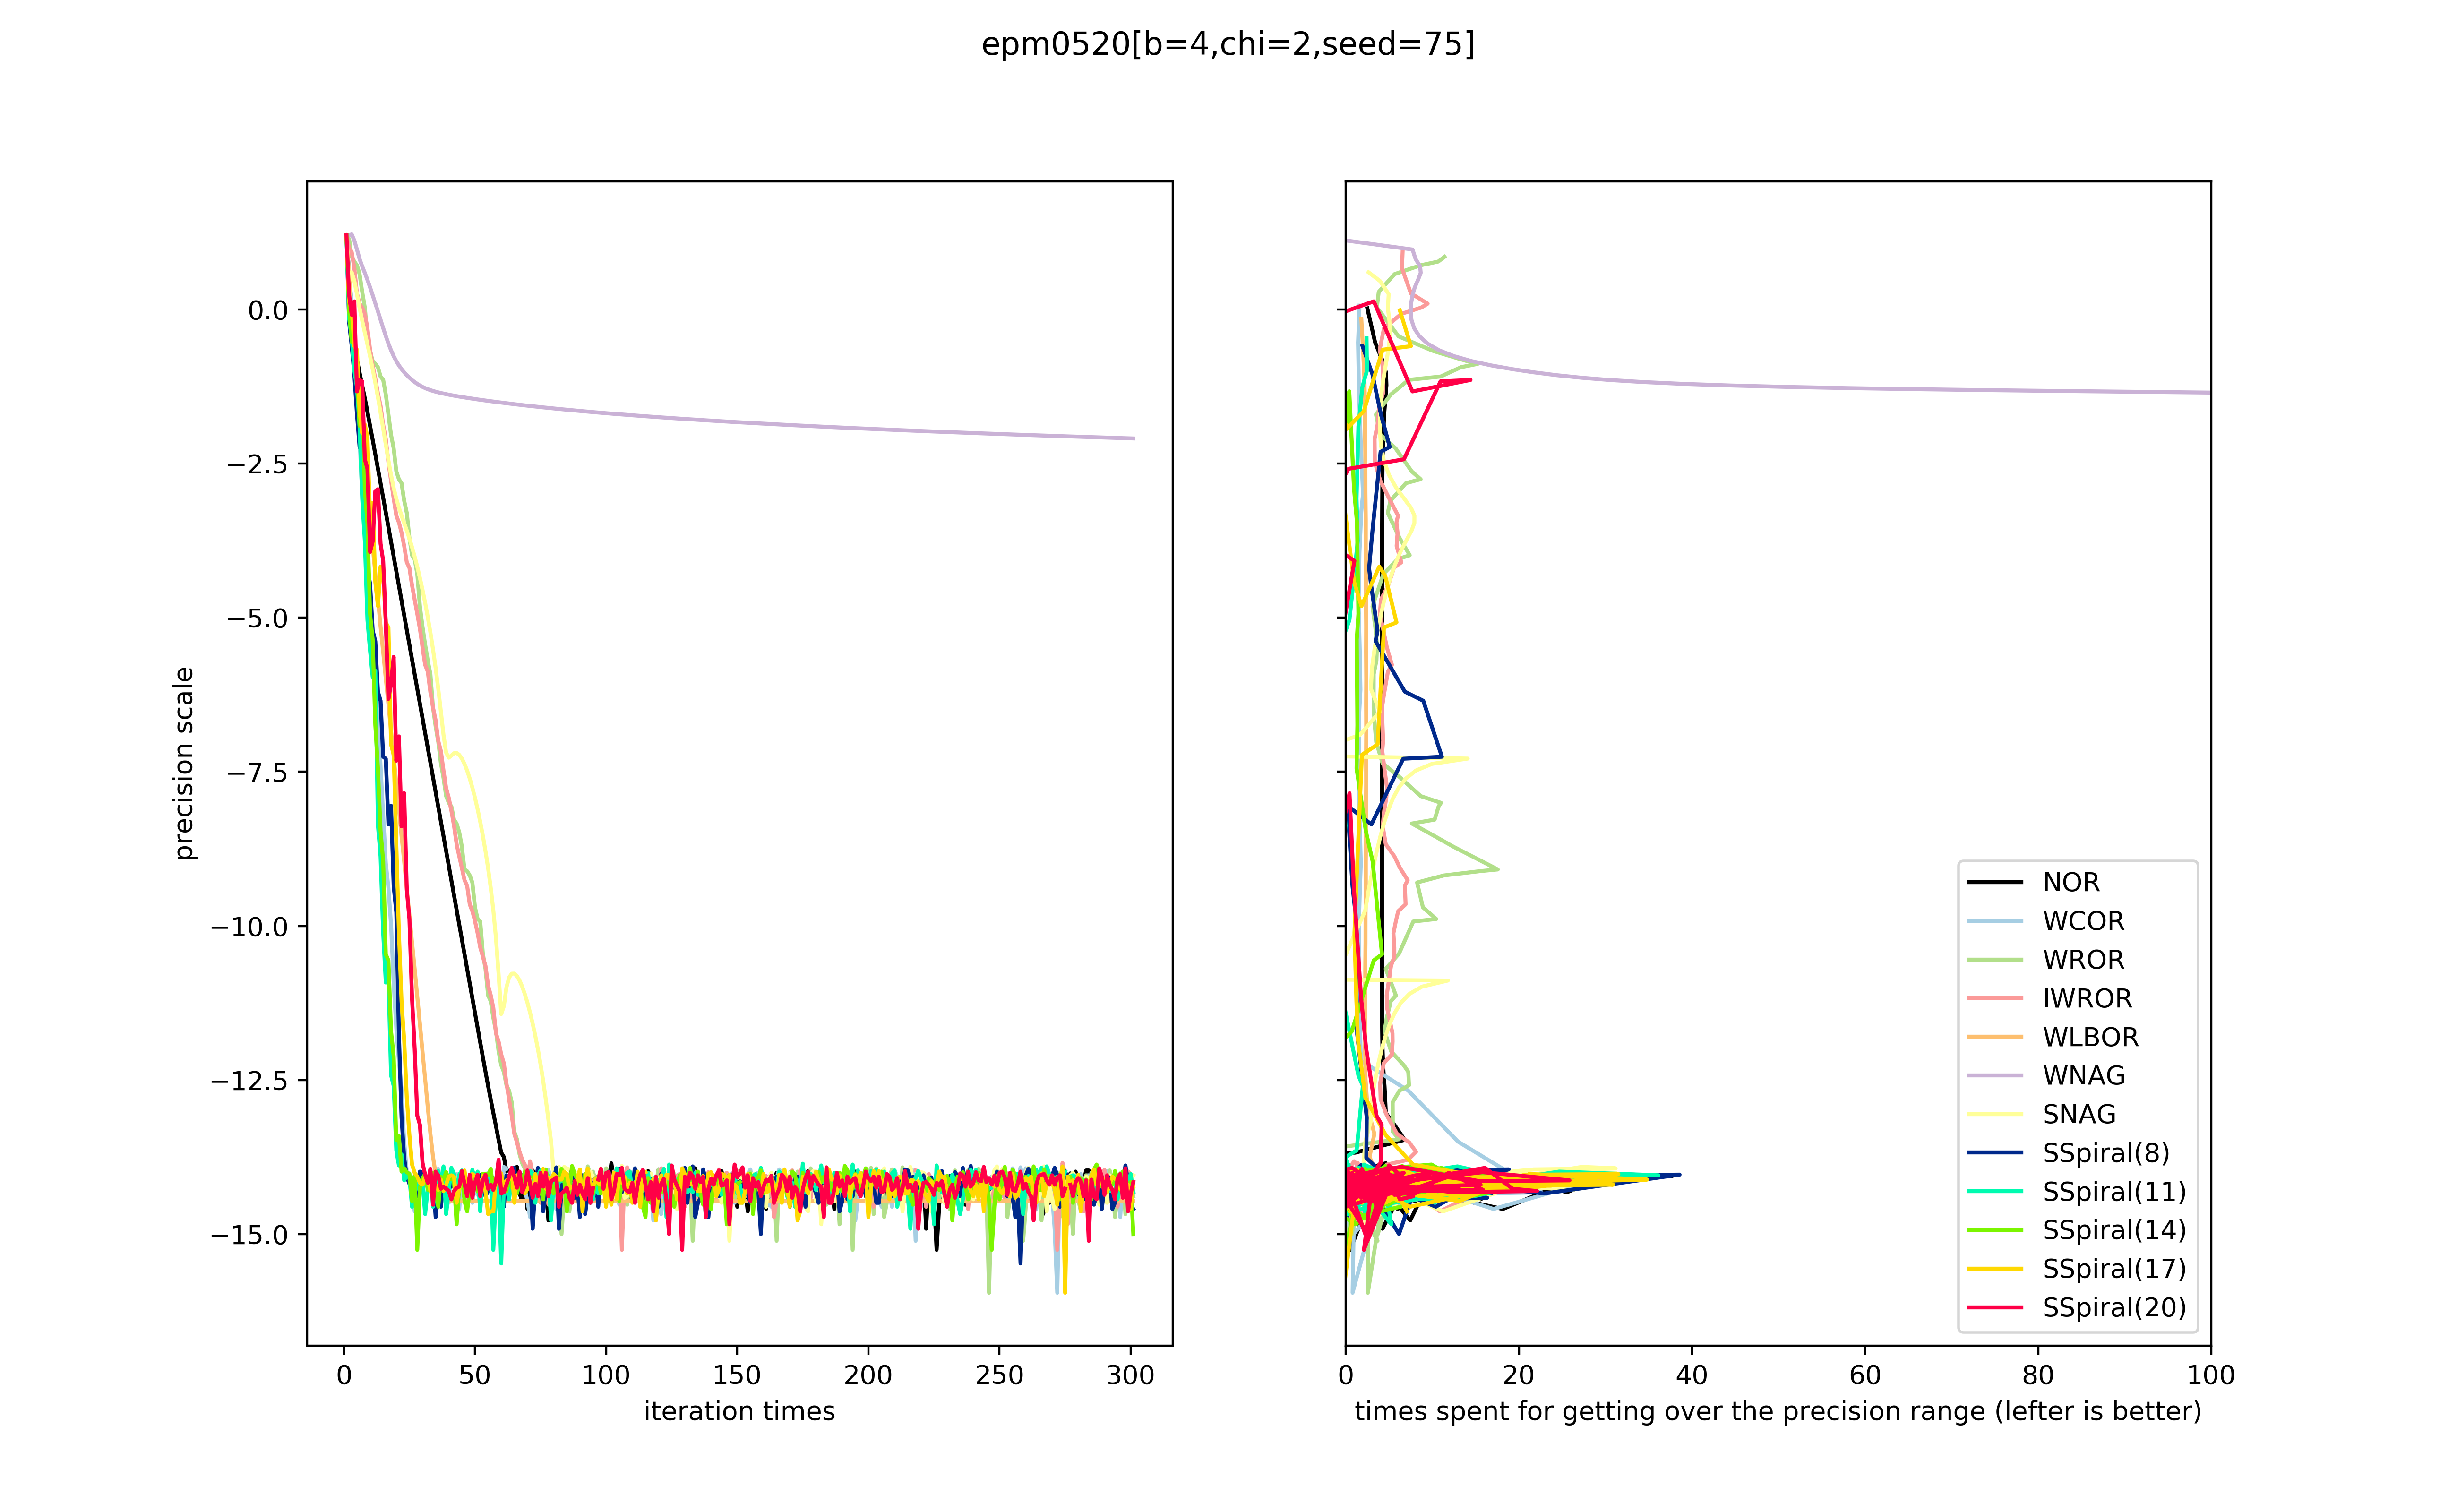 epm0520[b=4,chi=2,seed=75]
precision scale
0.0
−2.5
−5.0
−7.5
−10.0
−12.5
−15.0
0 50 100 150 200 250 300
iteration times
0 20 40 60 80 100
times spent for getting over the precision range (lefter is better)
NOR
WCOR
WROR
IWROR
WLBOR
WNAG
SNAG
SSpiral(8)
SSpiral(11)
SSpiral(14)
SSpiral(17)
SSpiral(20)